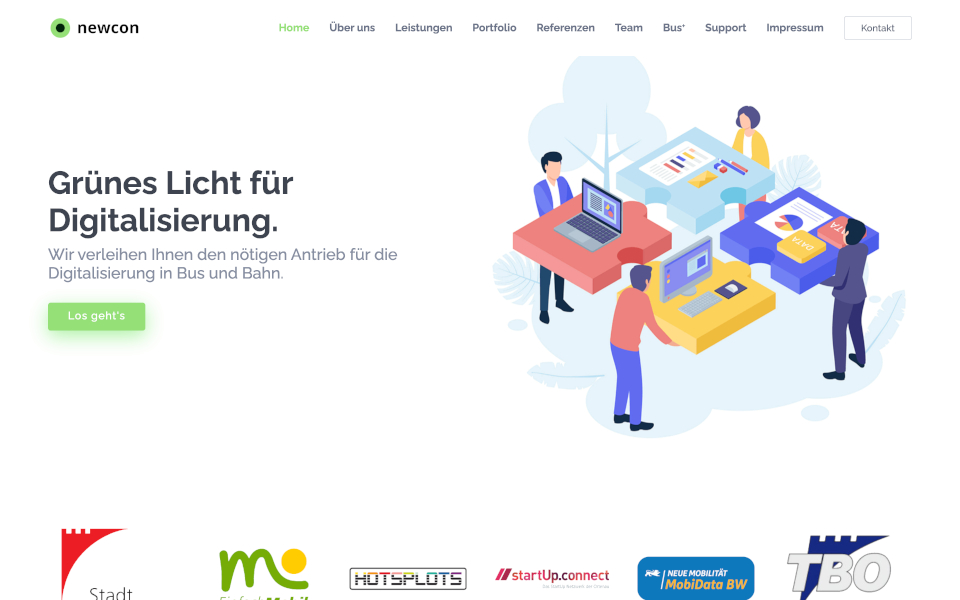 newcon
Home Über uns Leistungen Portfolio Referenzen Team Bus⁺ Support Impressum Kontakt
Grünes Licht für
Digitalisierung.
Wir verleihen Ihnen den nötigen Antrieb für die
Digitalisierung in Bus und Bahn.
Los geht's
DATA
Stadt
mo
HOTSPLOTS
startUp.connect
NEUE MOBILITÄT
MobiData BW
TBO